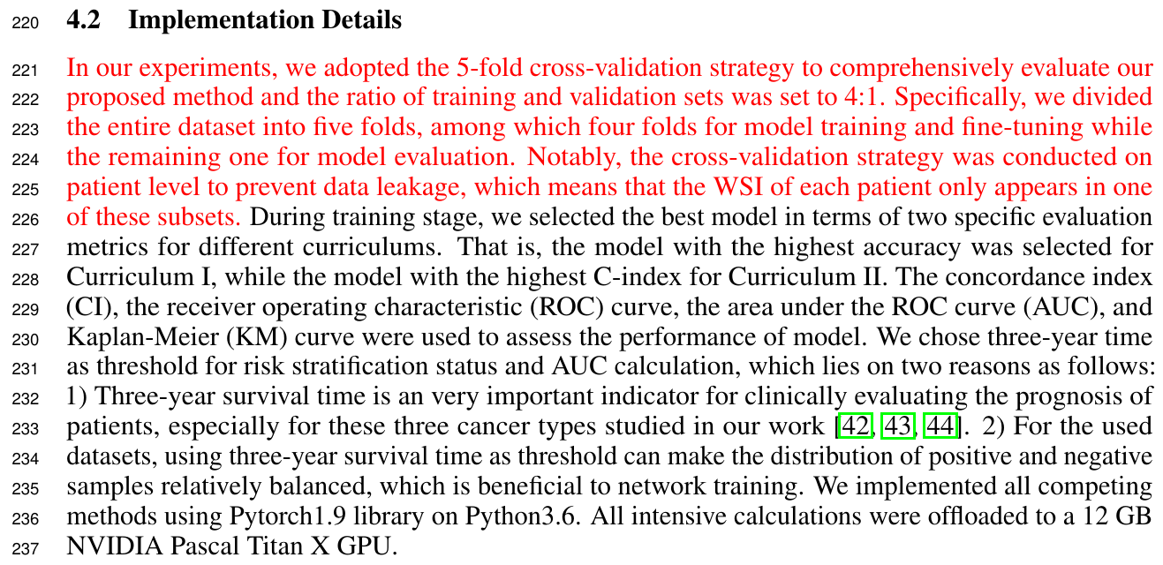 220 4.2 Implementation Details
221 In our experiments, we adopted the 5-fold cross-validation strategy to comprehensively evaluate our
222 proposed method and the ratio of training and validation sets was set to 4:1. Specifically, we divided
223 the entire dataset into five folds, among which four folds for model training and fine-tuning while
224 the remaining one for model evaluation. Notably, the cross-validation strategy was conducted on
225 patient level to prevent data leakage, which means that the WSI of each patient only appears in one
226 of these subsets. During training stage, we selected the best model in terms of two specific evaluation
227 metrics for different curriculums. That is, the model with the highest accuracy was selected for
228 Curriculum I, while the model with the highest C-index for Curriculum II. The concordance index
229 (CI), the receiver operating characteristic (ROC) curve, the area under the ROC curve (AUC), and
230 Kaplan-Meier (KM) curve were used to assess the performance of model. We chose three-year time
231 as threshold for risk stratification status and AUC calculation, which lies on two reasons as follows:
232 1) Three-year survival time is an very important indicator for clinically evaluating the prognosis of
233 patients, especially for these three cancer types studied in our work [42, 43, 44]. 2) For the used
234 datasets, using three-year survival time as threshold can make the distribution of positive and negative
235 samples relatively balanced, which is beneficial to network training. We implemented all competing
236 methods using Pytorch1.9 library on Python3.6. All intensive calculations were offloaded to a 12 GB
237 NVIDIA Pascal Titan X GPU.